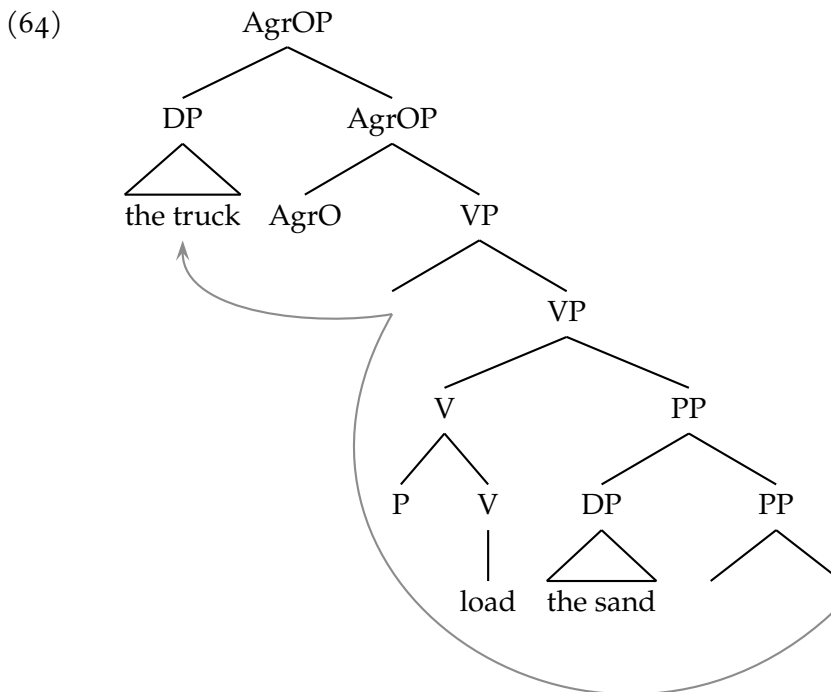 (64) AgrOP
DP AgrOP
the truck AgrO VP
VP
V PP
P V DP PP
load the sand